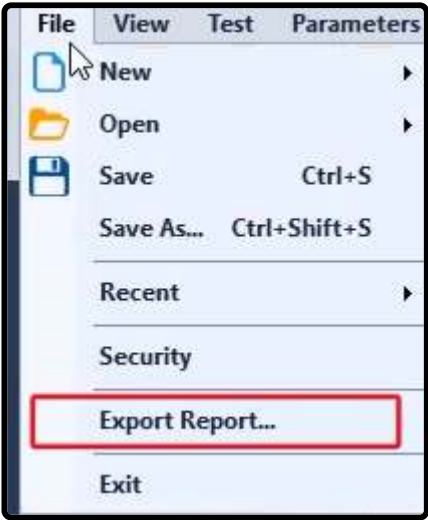 File View Test Parameters
New
Open
Save Ctrl+S
Save As... Ctrl+Shift+S
Recent
Security
Export Report...
Exit